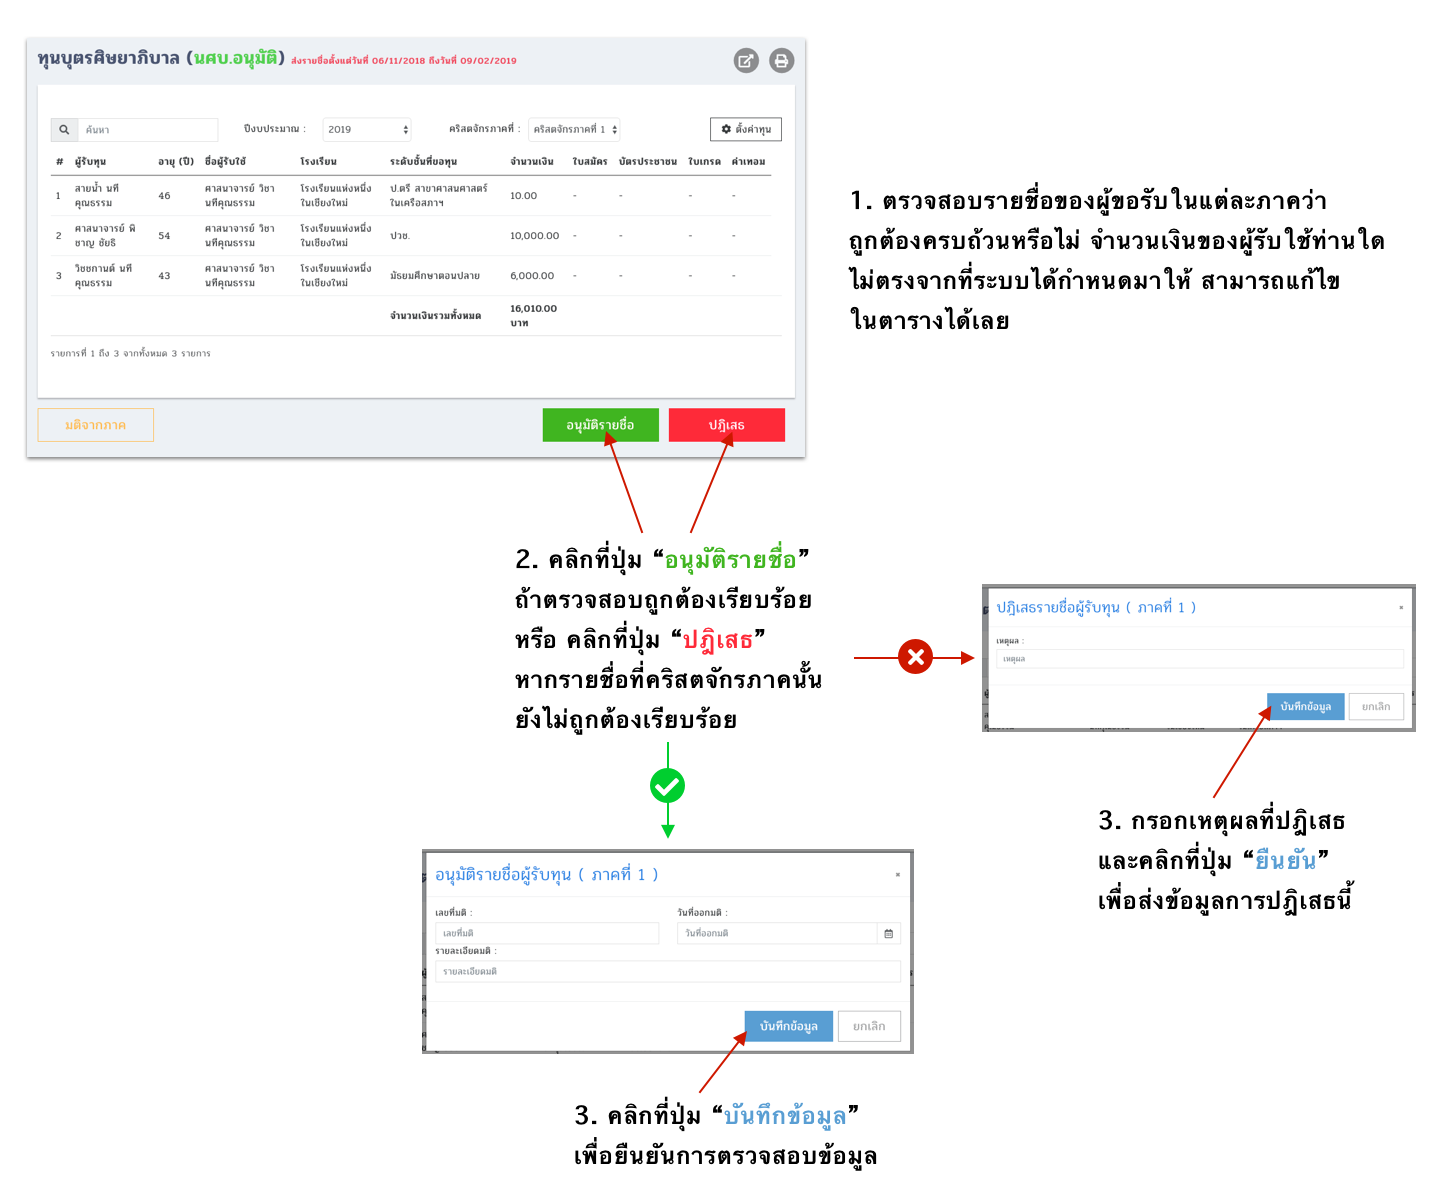 ทุนบุตรศิษยาภิบาล (นศบ.อนุมัติ) ส่งรายชื่อตั้งแต่วันที่ 06/11/2018 ถึงวันที่ 09/02/2019
ค้นหา ปีงบประมาณ : 2019 คริสตจักรภาคที่ : คริสตจักรภาคที่ 1 ตั้งค่าทุน
# ผู้รับทุน อายุ (ปี) ชื่อผู้รับใช้ โรงเรียน ระดับชั้นที่ขอทุน จำนวนเงิน ใบสมัคร บัตรประชาชน ใบเกรด ค่าเทอม
1 สายน้ำ นที 46 ศาสนาจารย์ วิชา โรงเรียนแห่งหนึ่ง ป.ตรี สาขาศาสนศาสตร์ 10.00 - - - -
คุณธรรม นทีคุณธรรม ในเชียงใหม่ ในเครือสภาฯ
2 ศาสนาจารย์ พิ 54 ศาสนาจารย์ วิชา โรงเรียนแห่งหนึ่ง ปวช. 10,000.00 - - - -
ชาญ ชัยธิ นทีคุณธรรม ในเชียงใหม่
3 วิชชกานต์ นที 43 ศาสนาจารย์ วิชา โรงเรียนแห่งหนึ่ง มัธยมศึกษาตอนปลาย 6,000.00 - - - -
คุณธรรม นทีคุณธรรม ในเชียงใหม่
จำนวนเงินรวมทั้งหมด 16,010.00
บาท
รายการที่ 1 ถึง 3 จากทั้งหมด 3 รายการ
มติจากภาค อนุมัติรายชื่อ ปฎิเสธ
1. ตรวจสอบรายชื่อของผู้ขอรับในแต่ละภาคว่า
ถูกต้องครบถ้วนหรือไม่ จำนวนเงินของผู้รับใช้ท่านใด
ไม่ตรงจากที่ระบบได้กำหนดมาให้ สามารถแก้ไข
ในตารางได้เลย
2. คลิกที่ปุ่ม “อนุมัติรายชื่อ”
ถ้าตรวจสอบถูกต้องเรียบร้อย
หรือ คลิกที่ปุ่ม “ปฎิเสธ”
หากรายชื่อที่คริสตจักรภาคนั้น
ยังไม่ถูกต้องเรียบร้อย
ปฎิเสธรายชื่อผู้รับทุน ( ภาคที่ 1 )
เหตุผล :
เหตุผล
บันทึกข้อมูล ยกเลิก
3. กรอกเหตุผลที่ปฎิเสธ
และคลิกที่ปุ่ม “ยืนยัน”
เพื่อส่งข้อมูลการปฎิเสธนี้
อนุมัติรายชื่อผู้รับทุน ( ภาคที่ 1 )
เลขที่มติ : วันที่ออกมติ :
เลขที่มติ วันที่ออกมติ
รายละเอียดมติ :
รายละเอียดมติ
บันทึกข้อมูล ยกเลิก
3. คลิกที่ปุ่ม “บันทึกข้อมูล”
เพื่อยืนยันการตรวจสอบข้อมูล